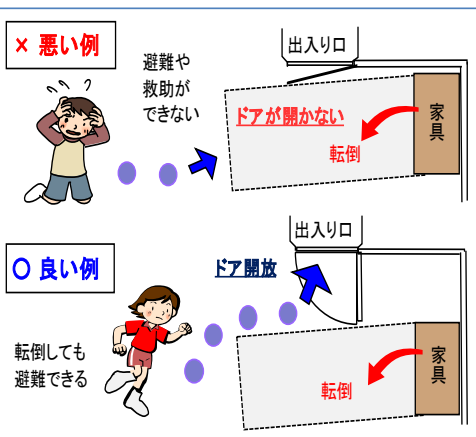 × 悪い例
避難や
救助が
できない
出入り口
ドアが開かない
転倒
家具
○ 良い例
転倒しても
避難できる
ドア開放
出入り口
転倒
家具